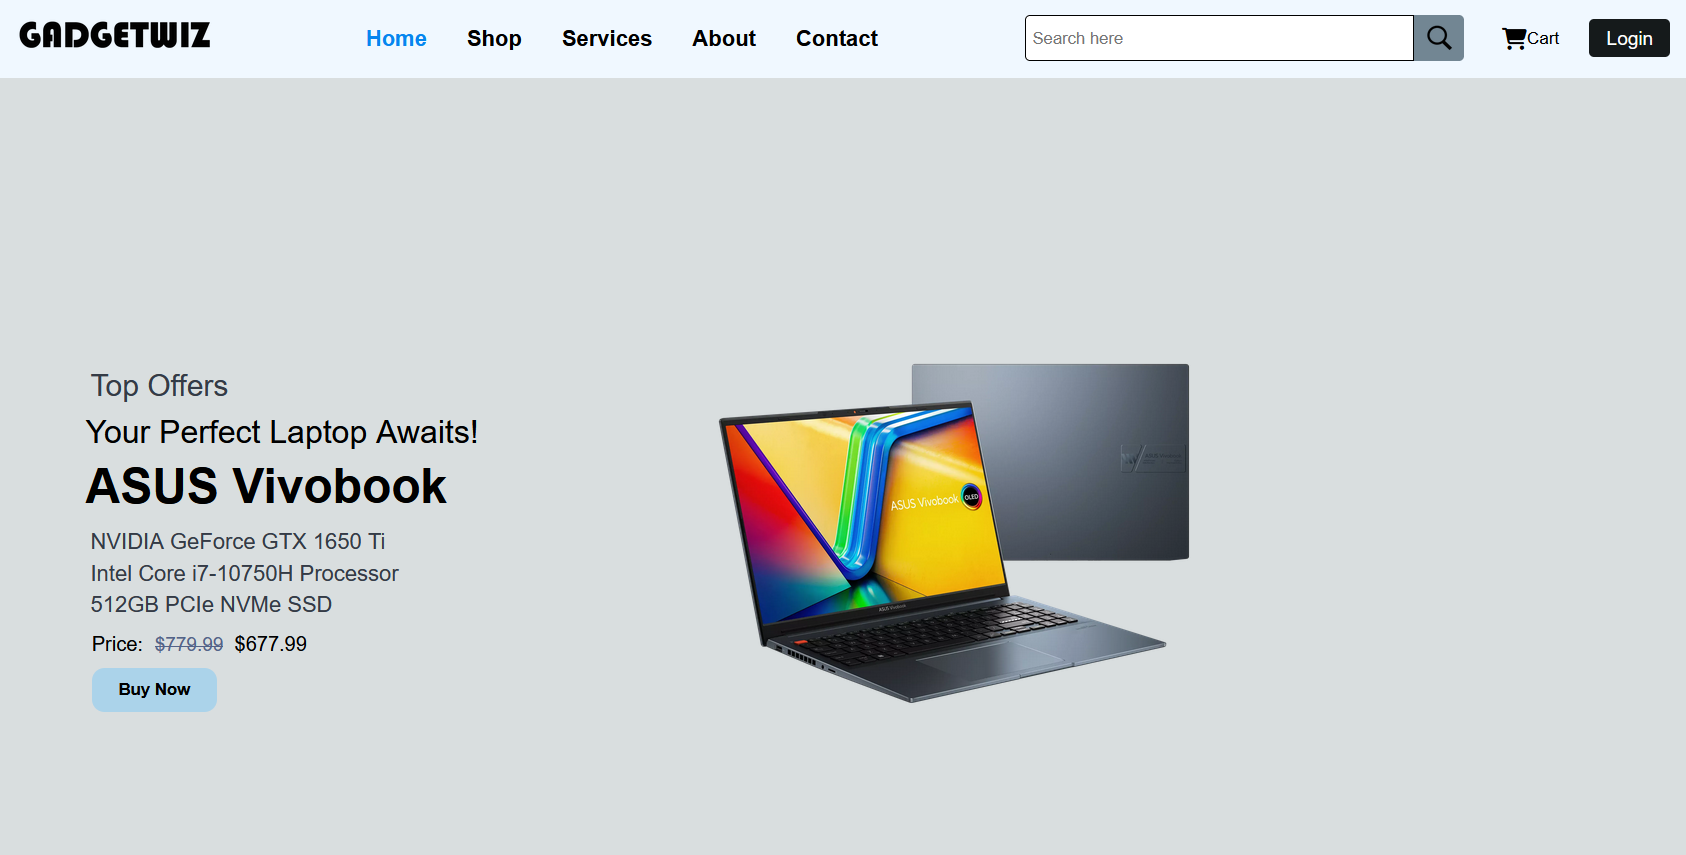 GADGETWIZ
Home Shop Services About Contact
Search here
Cart
Login
Top Offers
Your Perfect Laptop Awaits!
ASUS Vivobook
NVIDIA GeForce GTX 1650 Ti
Intel Core i7-10750H Processor
512GB PCIe NVMe SSD
Price: $779.99 $677.99
Buy Now
ASUS Vivobook
OLED
ASUS Vivobook